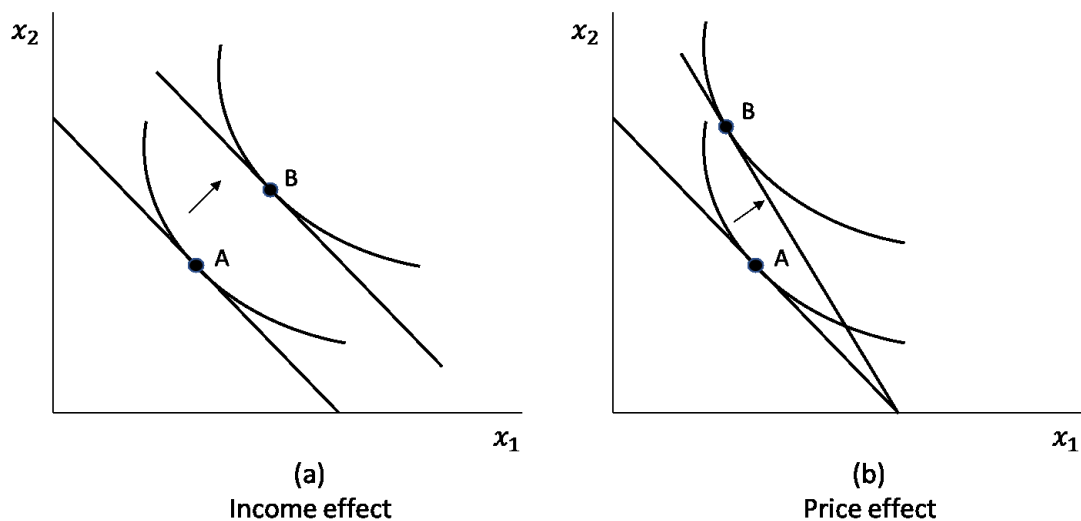 x₂
B
A
x₁
(a)
Income effect
x₂
B
A
x₁
(b)
Price effect